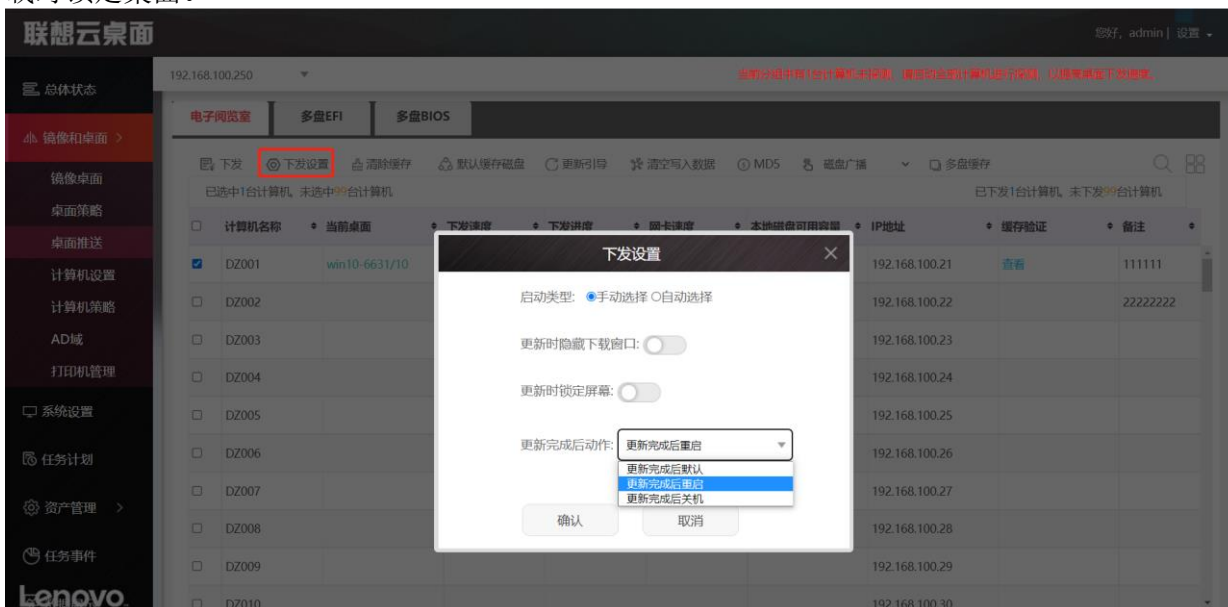 联想云桌面
您好, admin | 设置
192.168.100.250
总体状态
镜像和桌面 >
镜像桌面
桌面策略
桌面推送
计算机设置
计算机策略
AD域
打印机管理
系统设置
任务计划
资产管理 >
任务事件
Lenovo
电子阅览室 多盘EFI 多盘BIOS
下发 下发设置 清除缓存 默认缓存磁盘 更新引导 清空写入数据 MD5 磁盘广播 多盘缓存
已选中1台计算机, 未选中99台计算机 已下发1台计算机, 未下发99台计算机
计算机名称 当前桌面 下发速度 下发进度 网卡速度 本地磁盘可用容量 IP地址 缓存验证 备注
DZ001 win10-6631/10 192.168.100.21 查看 111111
DZ002 192.168.100.22 22222222
DZ003 192.168.100.23
DZ004 192.168.100.24
DZ005 192.168.100.25
DZ006 192.168.100.26
DZ007 192.168.100.27
DZ008 192.168.100.28
DZ009 192.168.100.29
DZ010 192.168.100.30
下发设置
启动类型: 手动选择 自动选择
更新时隐藏下载窗口:
更新时锁定屏幕:
更新完成后动作: 更新完成后重启
更新完成后默认
更新完成后重启
更新完成后关机
确认 取消